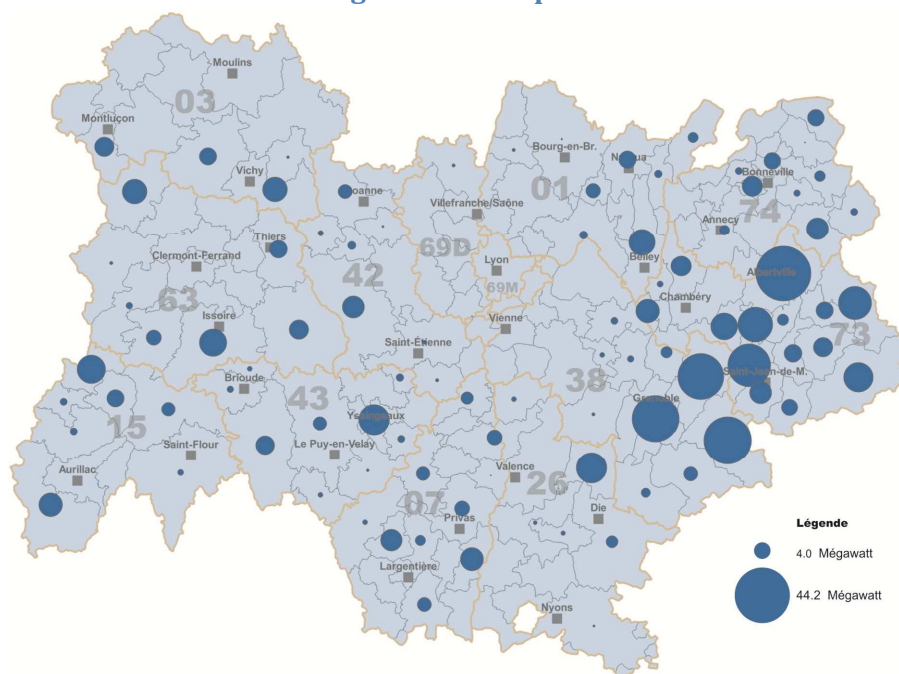 Moulins
03
Montluçon
Vichy
Bourg-en-Br.
01
Bonneville
74
Annecy
Villefranche/Saône
69D
Thiers
Clermont-Ferrand
63
42
Lyon
69M
Belley
Albertville
Chambéry
73
Issoire
Vienne
Saint-Étienne
38
Saint-Jean-de-M.
Brioude
43
Yssingeaux
Grenoble
15
Saint-Flour
Le Puy-en-Velay
Aurillac
Valence
26
07
Privas
Die
Largentière
Nyons
Légende
4.0 Mégawatt
44.2 Mégawatt